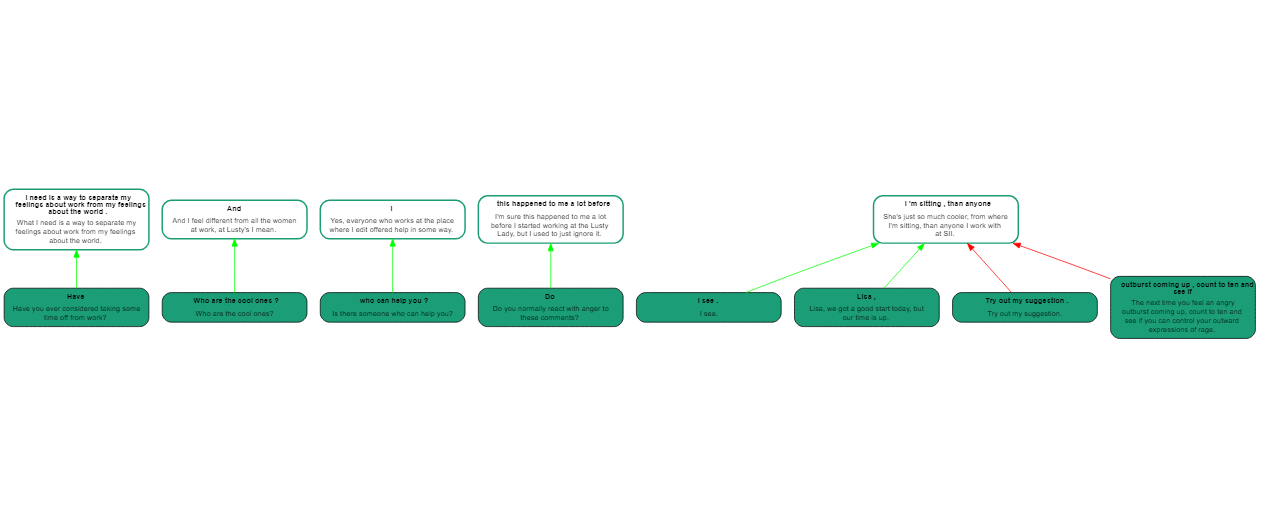 I need is a way to separate my
feelings about work from my feelings
about the world .
What I need is a way to separate my
feelings about work from my feelings
about the world.
And
And I feel different from all the women
at work, at Lusty's I mean.
I
Yes, everyone who works at the place
where I edit offered help in some way.
this happened to me a lot before
I'm sure this happened to me a lot
before I started working at the Lusty
Lady, but I used to just ignore it.
I 'm sitting , than anyone
She's just so much cooler, from where
I'm sitting, than anyone I work with
at SII.
Have
Have you ever considered taking some
time off from work?
Who are the cool ones ?
Who are the cool ones?
who can help you ?
Is there someone who can help you?
Do
Do you normally react with anger to
these comments?
I see .
I see.
Lisa ,
Lisa, we got a good start today, but
our time is up.
Try out my suggestion .
Try out my suggestion.
outburst coming up , count to ten and
see if
The next time you feel an angry
outburst coming up, count to ten and
see if you can control your outward
expressions of rage.